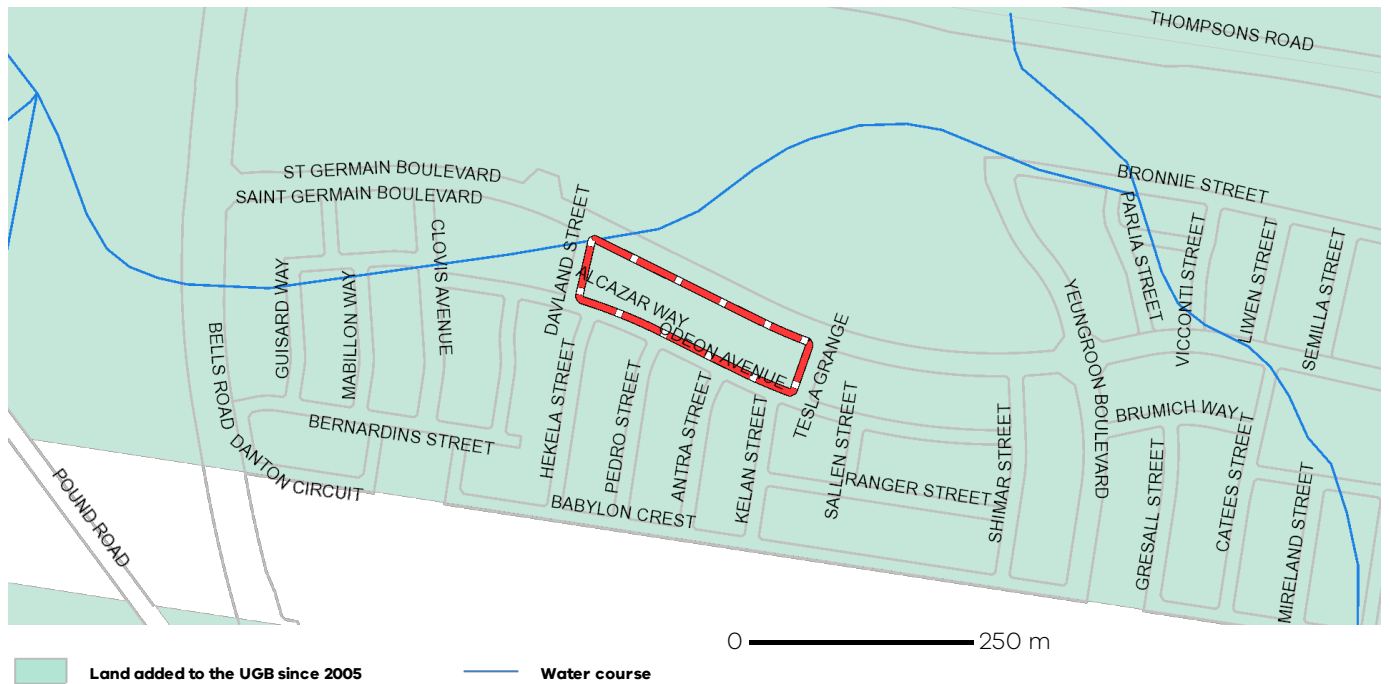 THOMPSONS ROAD
ST GERMAIN BOULEVARD
SAINT GERMAIN BOULEVARD
BRONNIE STREET
DAVLAND STREET
CLOVIS AVENUE
PARLIA STREET
VICCONTI STREET
LIWEN STREET
SEMILLA STREET
GUISARD WAY
MABILLON WAY
ALCAZAR WAY
ODEON AVENUE
TESLA GRANGE
YEUNGROON BOULEVARD
BELLS ROAD
BERNARDINS STREET
HEKELA STREET
PEDRO STREET
ANTRA STREET
KELAN STREET
SALLEN STREET
SHIMAR STREET
BRUMICH WAY
GRESALL STREET
CATEES STREET
MIRELAND STREET
DANTON CIRCUIT
RANGER STREET
BABYLON CREST
POUND ROAD
0 250 m
Land added to the UGB since 2005
Water course